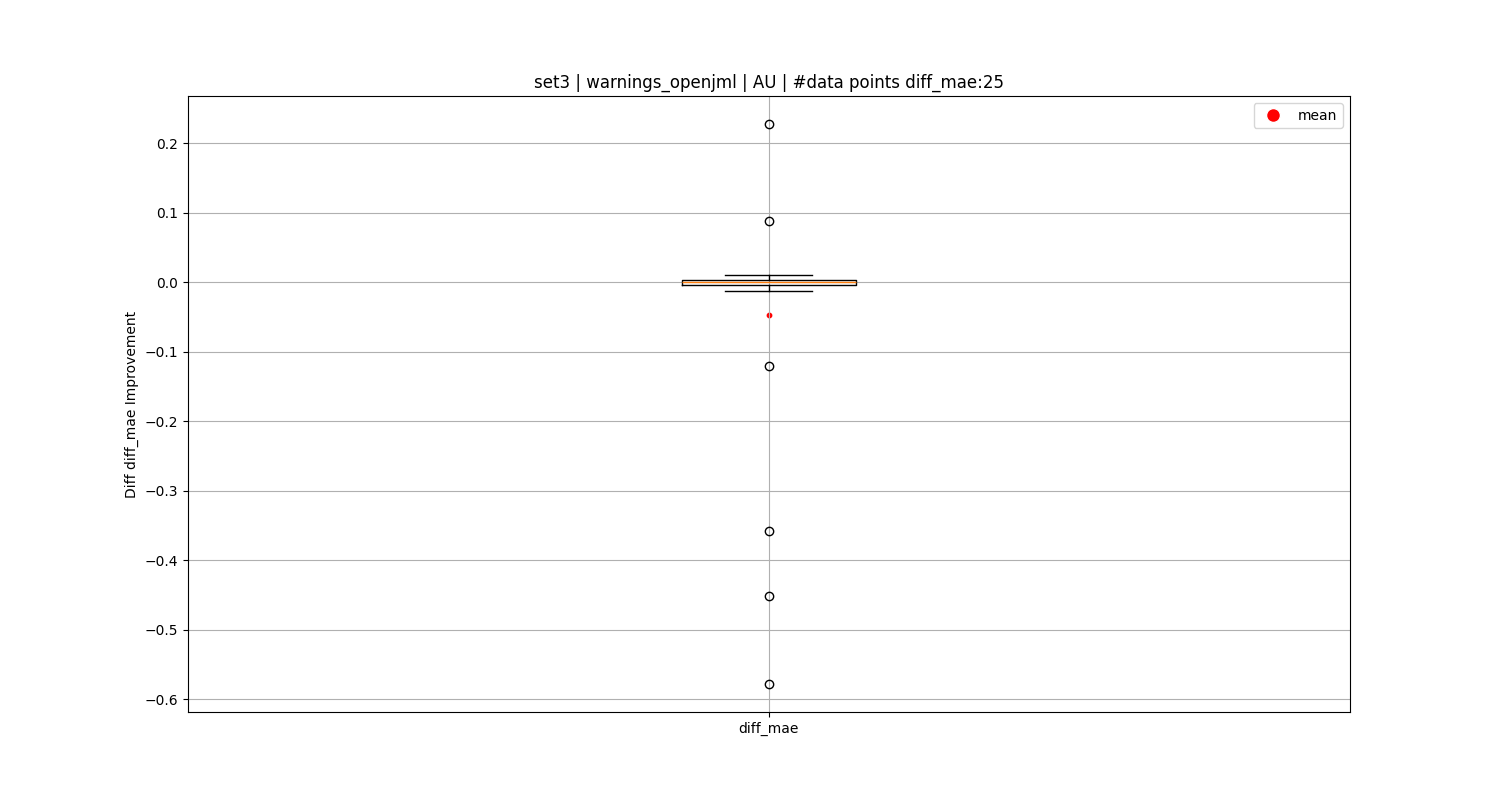 set3 | warnings_openjml | AU | #data points diff_mae:25
mean
0.2
0.1
0.0
−0.1
−0.2
−0.3
−0.4
−0.5
−0.6
Diff diff_mae Improvement
diff_mae